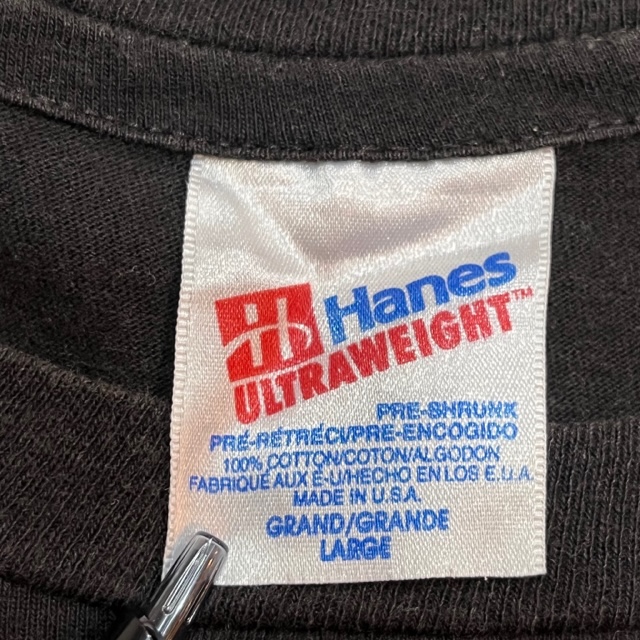 Hanes
ULTRAWEIGHT™
PRE-SHRUNK
PRÉ-RÉTRÉCI/PRE-ENCOGIDO
100% COTTON/COTON/ALGODON
FABRIQUE AUX E-U/HECHO EN LOS E.U.A.
MADE IN U.S.A.
GRAND/GRANDE
LARGE